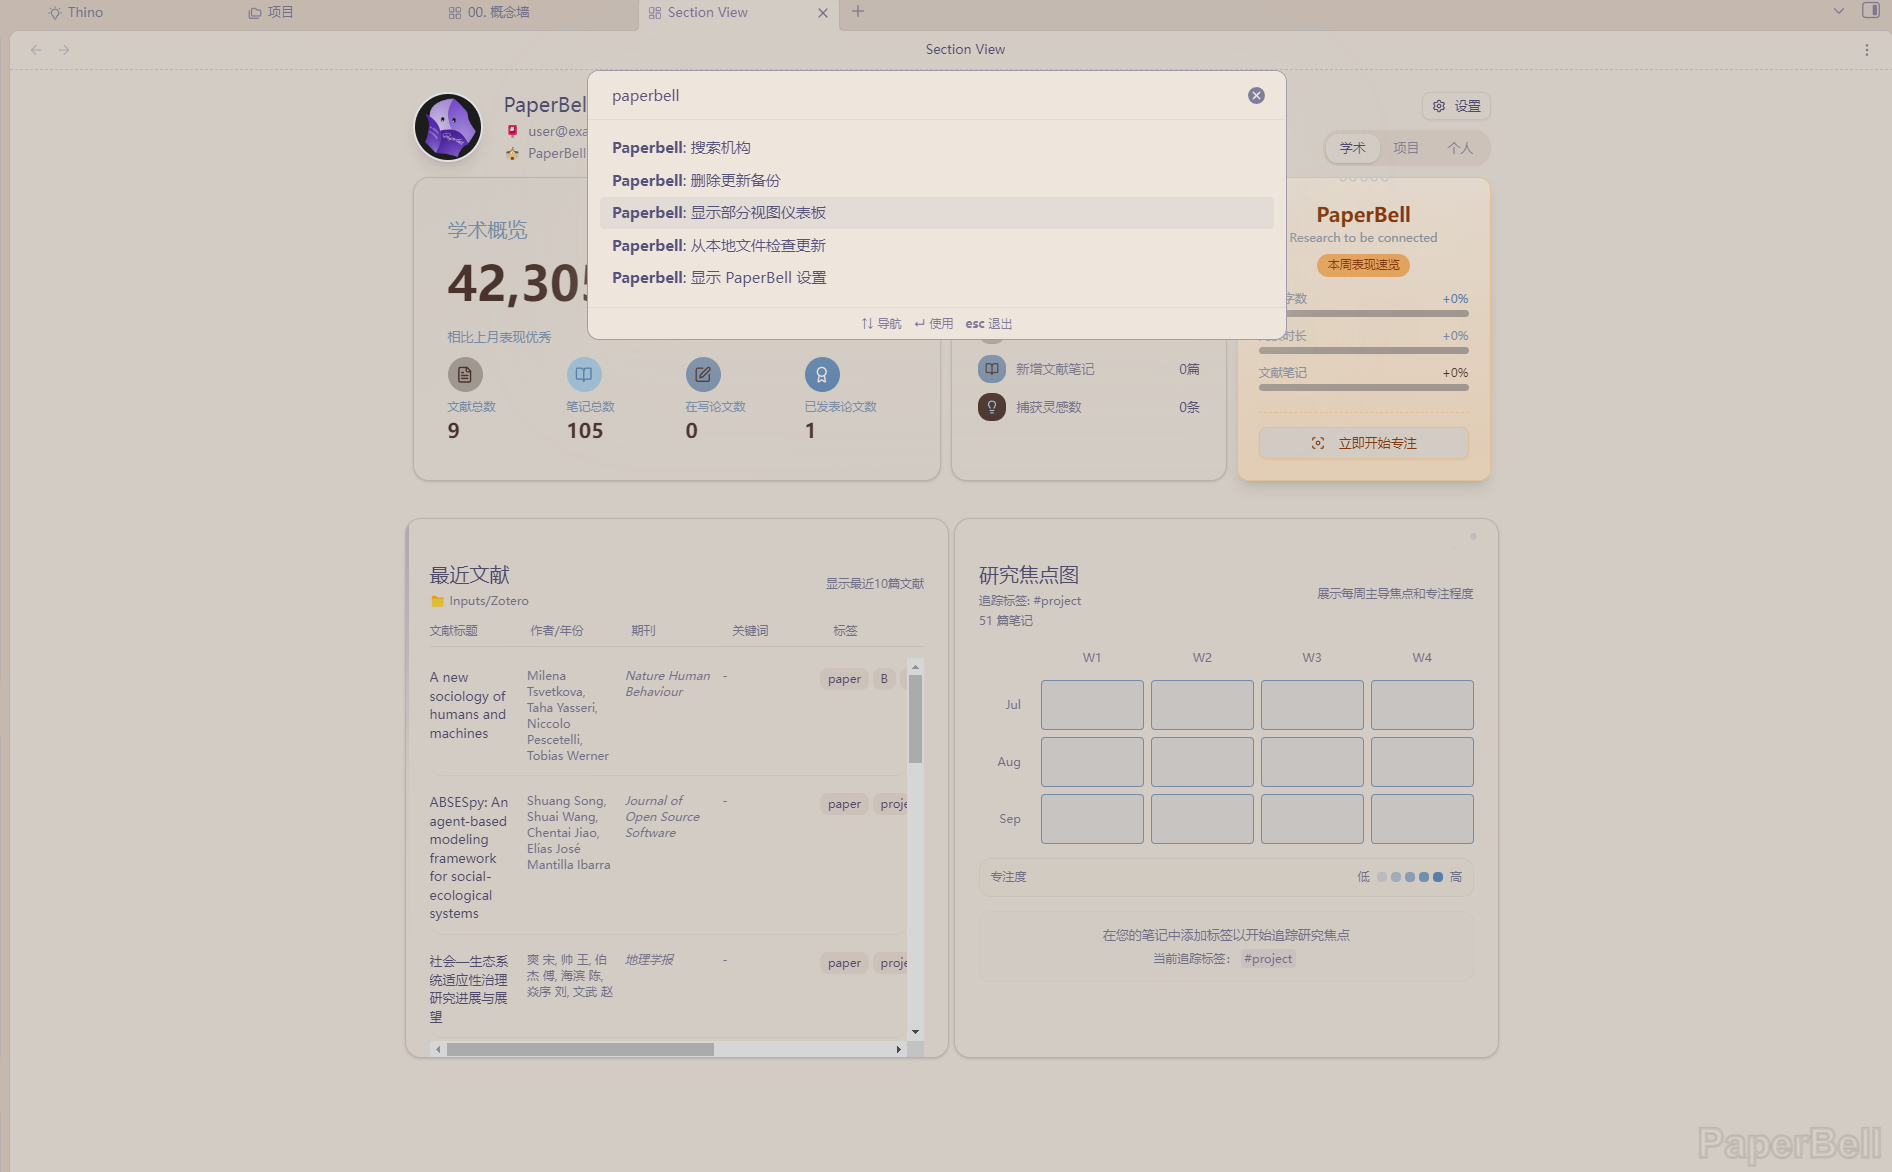 Thino
项目
00. 概念墙
Section View
Section View
paperbell
Paperbell: 搜索机构
Paperbell: 删除更新备份
Paperbell: 显示部分视图仪表板
Paperbell: 从本地文件检查更新
Paperbell: 显示 PaperBell 设置
导航 使用 esc 退出
PaperBel
user@exa
PaperBell
设置
学术 项目 个人
学术概览
42,305
相比上月表现优秀
文献总数
9
笔记总数
105
在写论文数
0
已发表论文数
1
新增文献笔记 0篇
捕获灵感数 0条
PaperBell
Research to be connected
本周表现速览
字数 +0%
时长 +0%
文献笔记 +0%
立即开始专注
最近文献
显示最近10篇文献
Inputs/Zotero
文献标题 作者/年份 期刊 关键词 标签
A new
sociology of
humans and
machines
Milena
Tsvetkova,
Taha Yasseri,
Niccolo
Pescetelli,
Tobias Werner
Nature Human
Behaviour
-
paper B
ABSESpy: An
agent-based
modeling
framework
for social-
ecological
systems
Shuang Song,
Shuai Wang,
Chentai Jiao,
Elías José
Mantilla Ibarra
Journal of
Open Source
Software
-
paper proje
社会—生态系
统适应性治理
研究进展与展
望
爽 宋, 帅 王, 伯
杰 傅, 海滨 陈,
焱序 刘, 文武 赵
地理学报
-
paper proje
研究焦点图
追踪标签: #project
51 篇笔记
展示每周主导焦点和专注程度
W1 W2 W3 W4
Jul
Aug
Sep
专注度
低 高
在您的笔记中添加标签以开始追踪研究焦点
当前追踪标签: #project
PaperBell